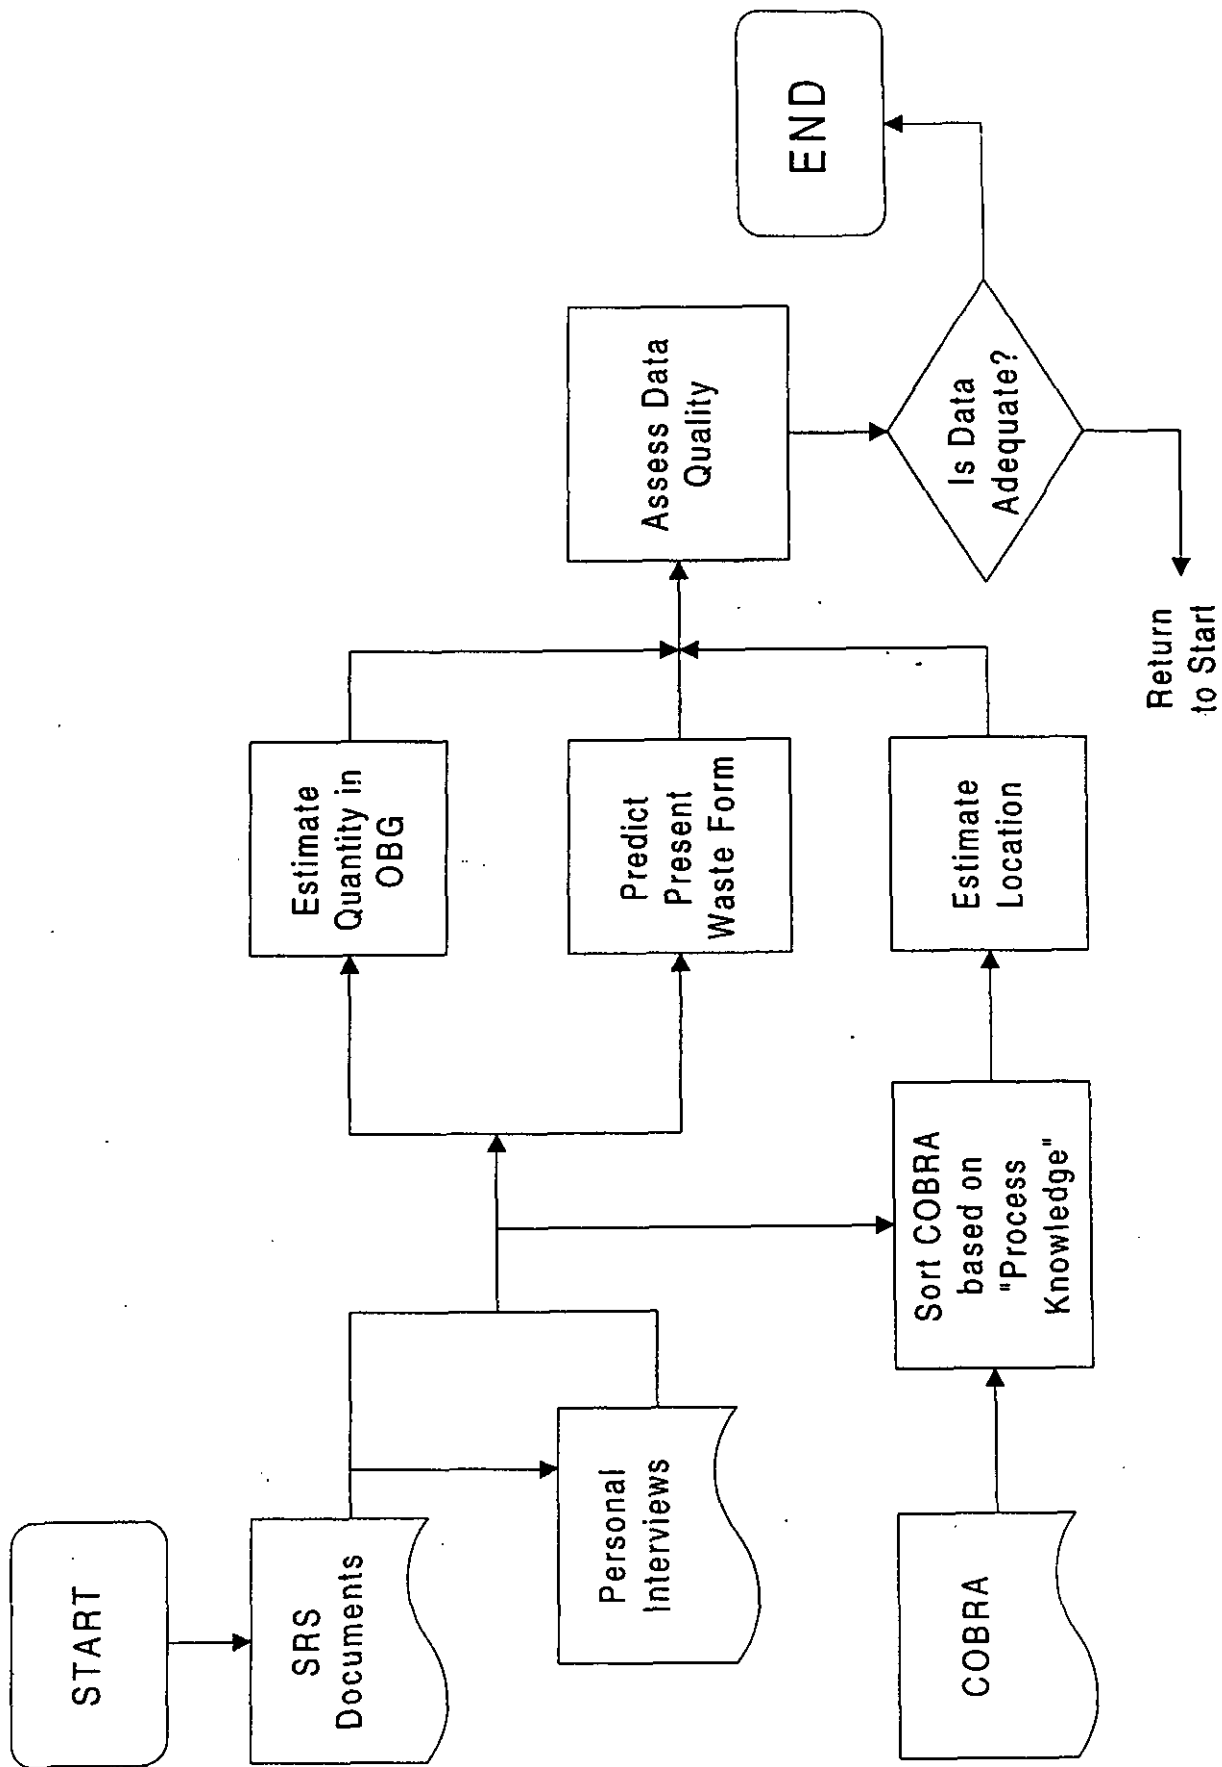 START
SRS
Documents
Personal
Interviews
COBRA
Sort COBRA
based on
"Process
Knowledge"
Estimate
Quantity in
OBG
Predict
Present
Waste Form
Estimate
Location
Assess Data
Quality
Is Data
Adequate?
Return
to Start
END